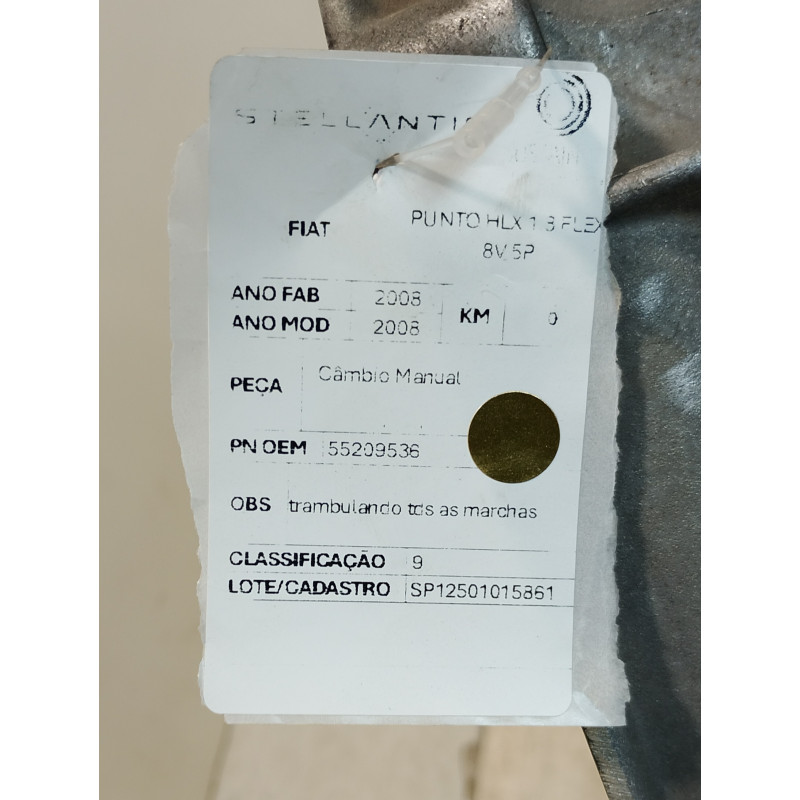 STELLANTIS
FIAT
PUNTO HLX 1 8 FLEX
8V 5P
ANO FAB 2008
ANO MOD 2008
KM 0
PEÇA Câmbio Manual
PN OEM 55209536
OBS trambulando tds as marchas
CLASSIFICAÇÃO 9
LOTE/CADASTRO SP12501015861